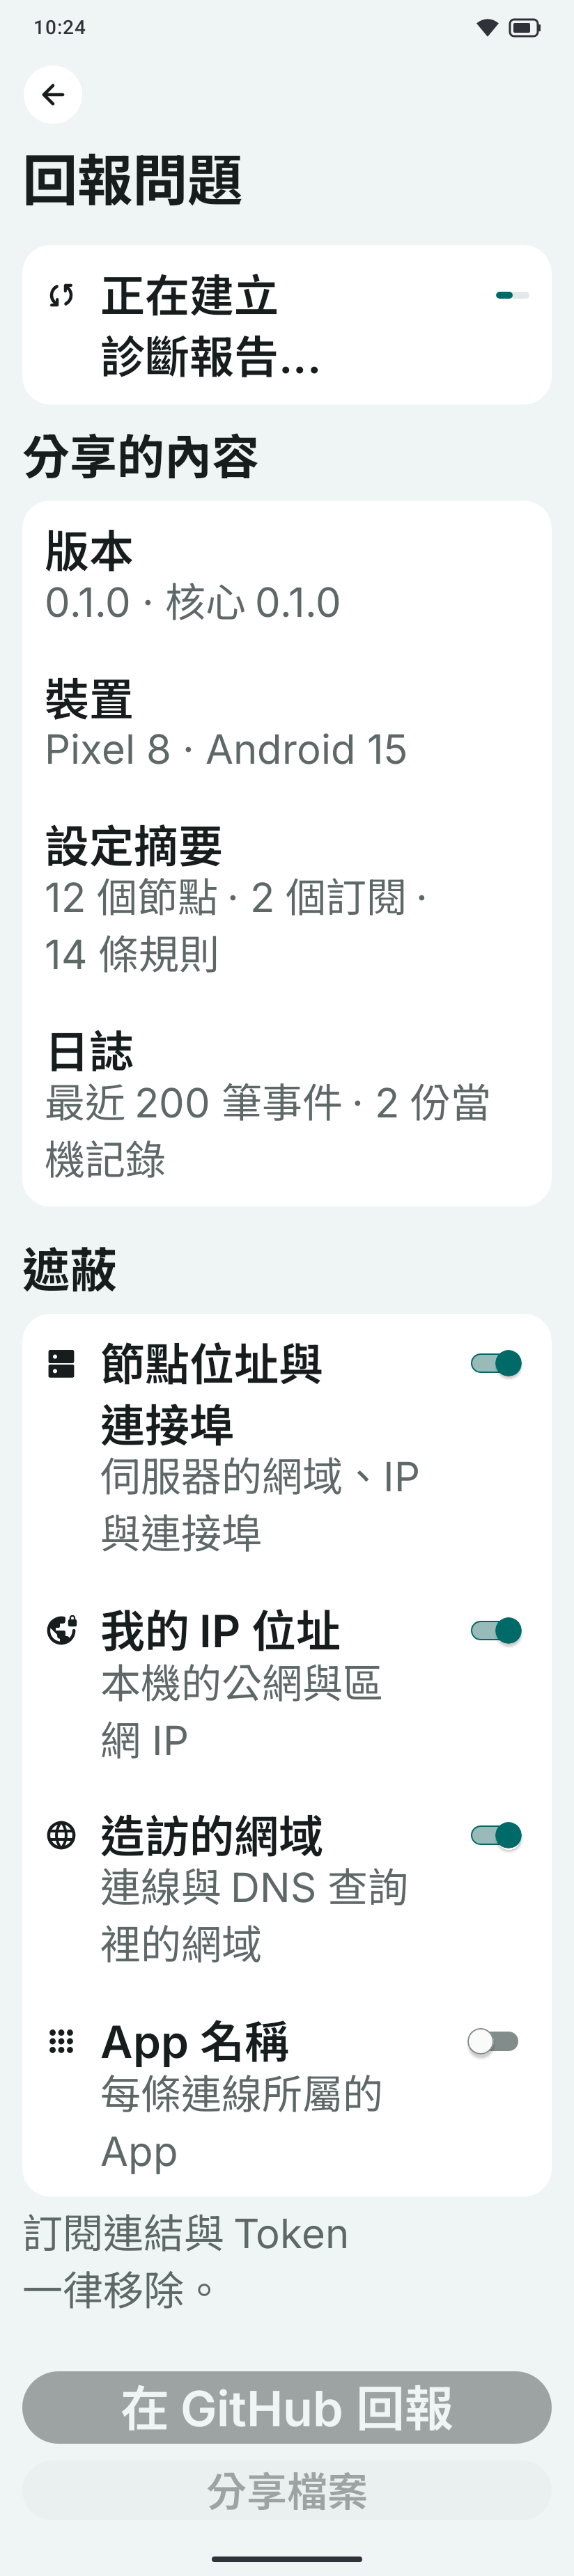 10:24
回報問題
正在建立
診斷報告...
分享的內容
版本
0.1.0 · 核心 0.1.0
裝置
Pixel 8 · Android 15
設定摘要
12 個節點 · 2 個訂閱 ·
14 條規則
日誌
最近 200 筆事件 · 2 份當
機記錄
遮蔽
節點位址與
連接埠
伺服器的網域、IP
與連接埠
我的 IP 位址
本機的公網與區
網 IP
造訪的網域
連線與 DNS 查詢
裡的網域
App 名稱
每條連線所屬的
App
訂閱連結與 Token
一律移除。
在 GitHub 回報
分享檔案